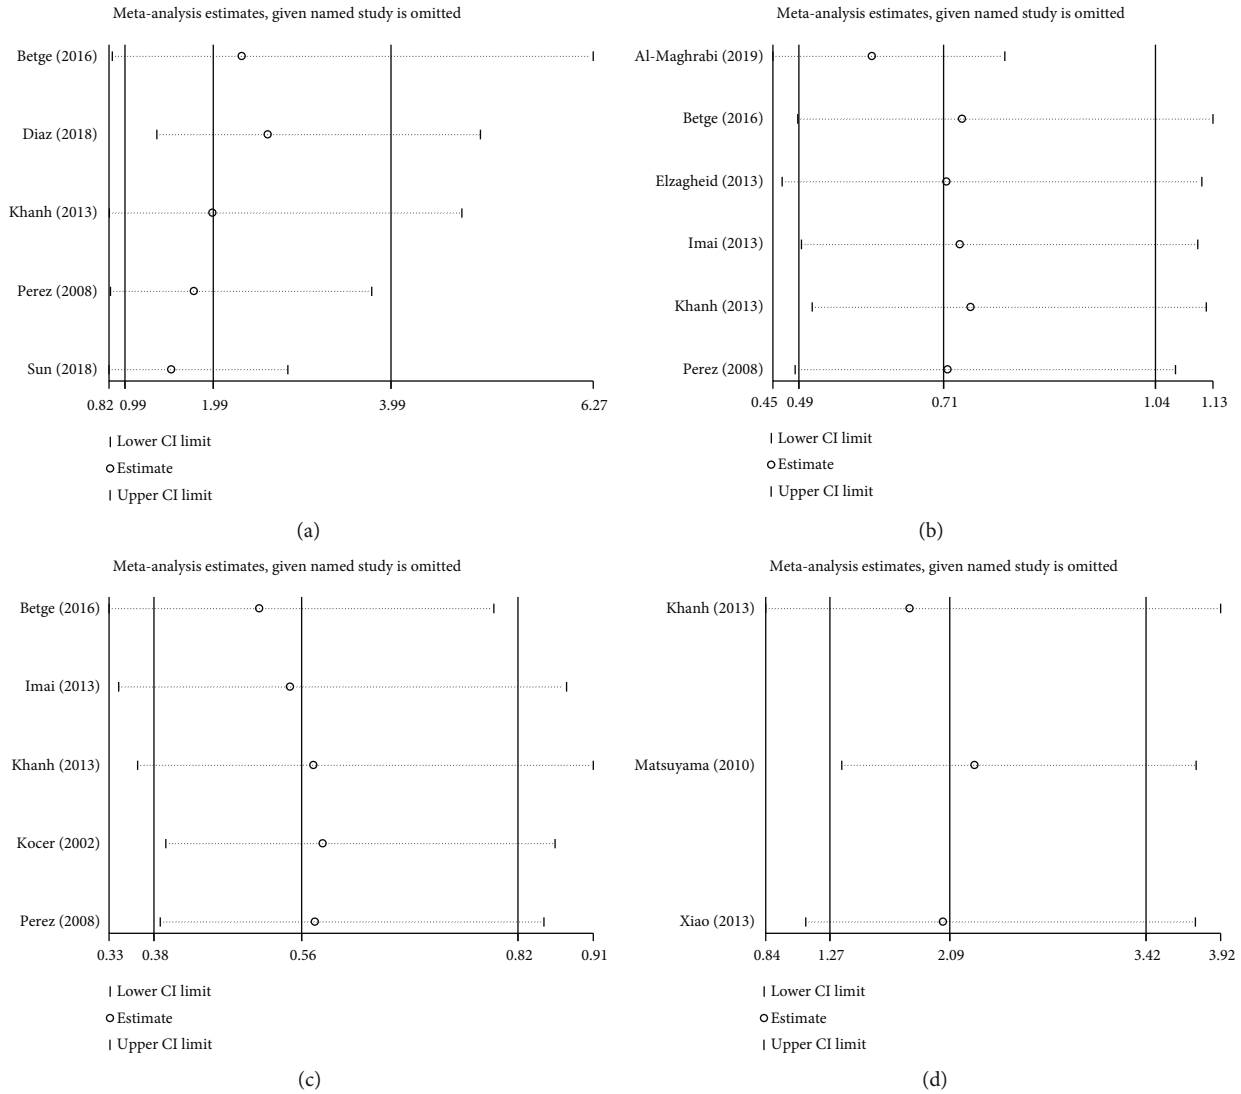 Meta-analysis estimates, given named study is omitted
Betge (2016)
Diaz (2018)
Khanh (2013)
Perez (2008)
Sun (2018)
0.82 0.99 1.99 3.99 6.27
Lower CI limit
Estimate
Upper CI limit
(a)
Meta-analysis estimates, given named study is omitted
Al-Maghrabi (2019)
Betge (2016)
Elzagheid (2013)
Imai (2013)
Khanh (2013)
Perez (2008)
0.45 0.49 0.71 1.04 1.13
Lower CI limit
Estimate
Upper CI limit
(b)
Meta-analysis estimates, given named study is omitted
Betge (2016)
Imai (2013)
Khanh (2013)
Kocer (2002)
Perez (2008)
0.33 0.38 0.56 0.82 0.91
Lower CI limit
Estimate
Upper CI limit
(c)
Meta-analysis estimates, given named study is omitted
Khanh (2013)
Matsuyama (2010)
Xiao (2013)
0.84 1.27 2.09 3.42 3.92
Lower CI limit
Estimate
Upper CI limit
(d)